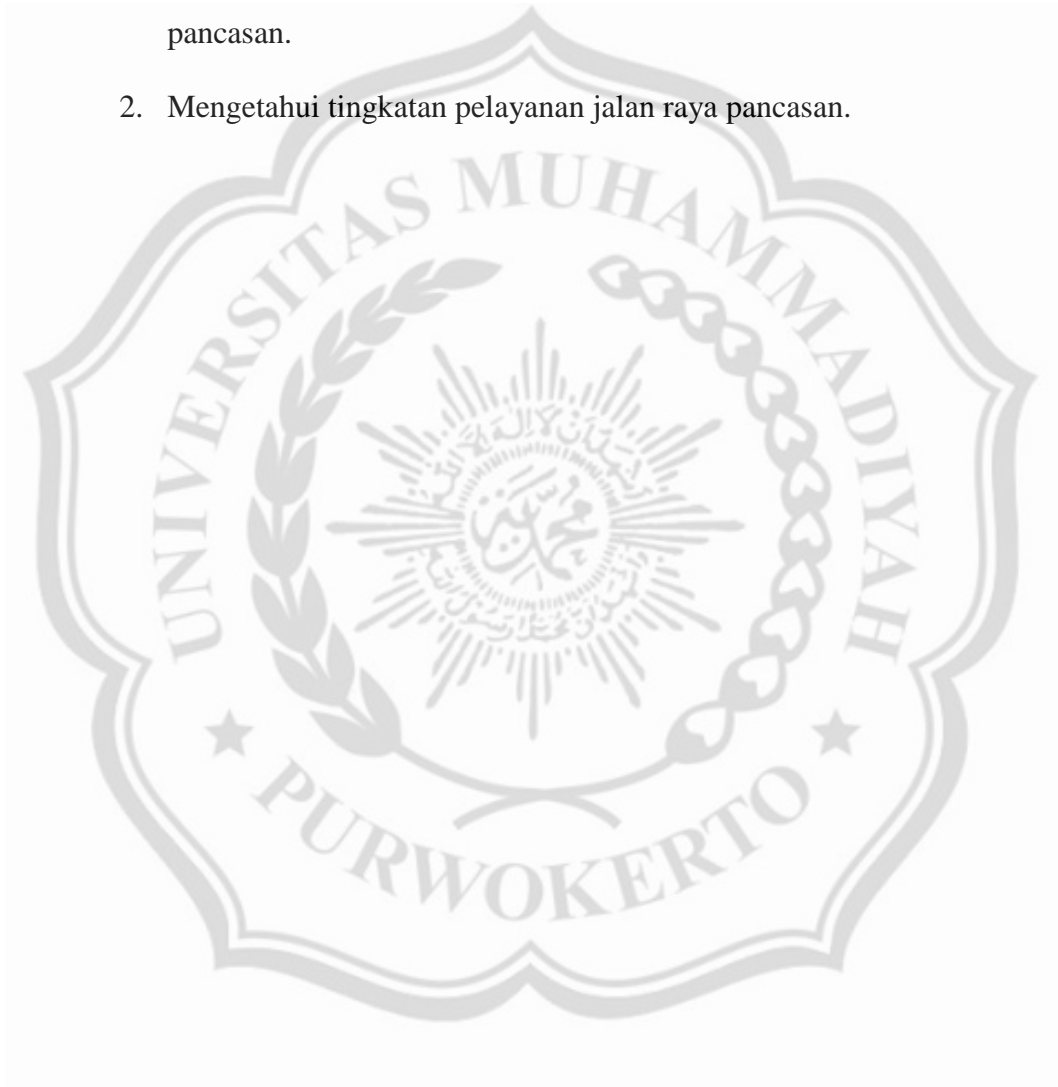 pancasan.
2. Mengetahui tingkatan pelayanan jalan raya pancasan.
UNIVERSITAS MUHAMMADIYAH
PURWOKERTO